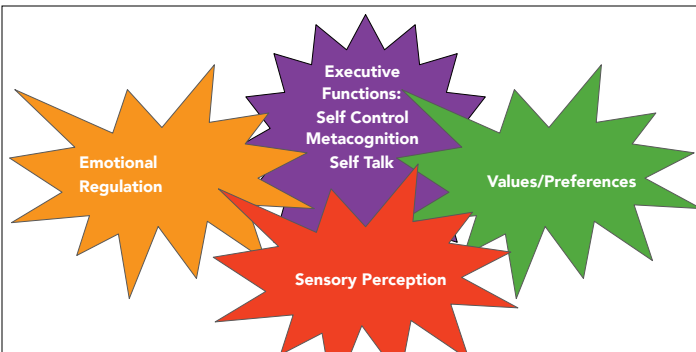 Executive
Functions:
Self Control
Metacognition
Self Talk
Emotional
Regulation
Values/Preferences
Sensory Perception